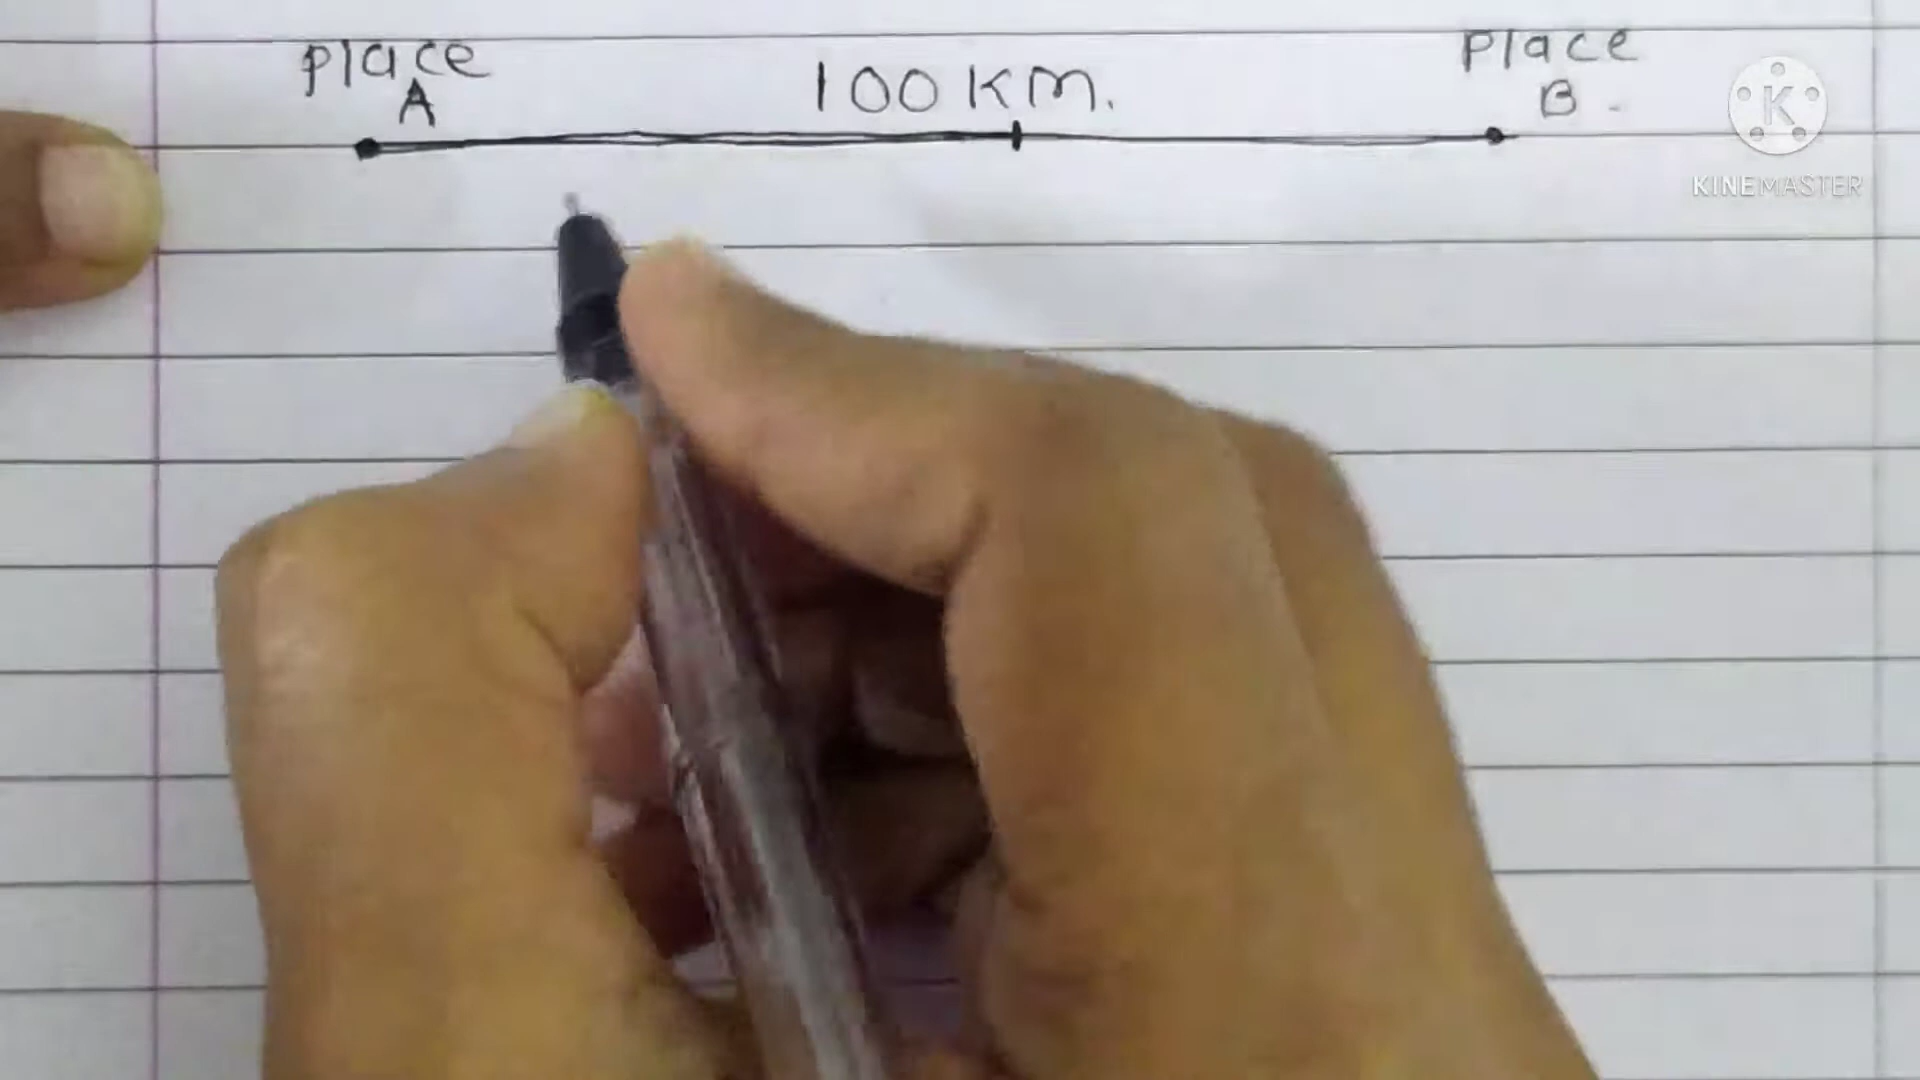 place
A
100 KM.
Place
B.
K
KINEMASTER